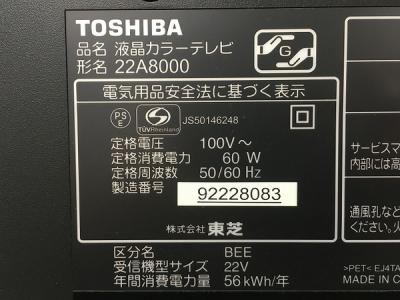 TOSHIBA
品名 液晶カラーテレビ
形名 22A8000
G
電気用品安全法に基づく表示
PS
E
TÜVRheinland
JS50146248
定格電圧 100V～
定格消費電力 60 W
定格周波数 50/60 Hz
製造番号 92228083
株式会社 東芝
区分 BEE
受信機型サイズ 22V
年間消費電力量 56 kWh/年
サービスマ
内部には高
通風孔など
ください。火
>PET< EJ4TA
MADE IN C